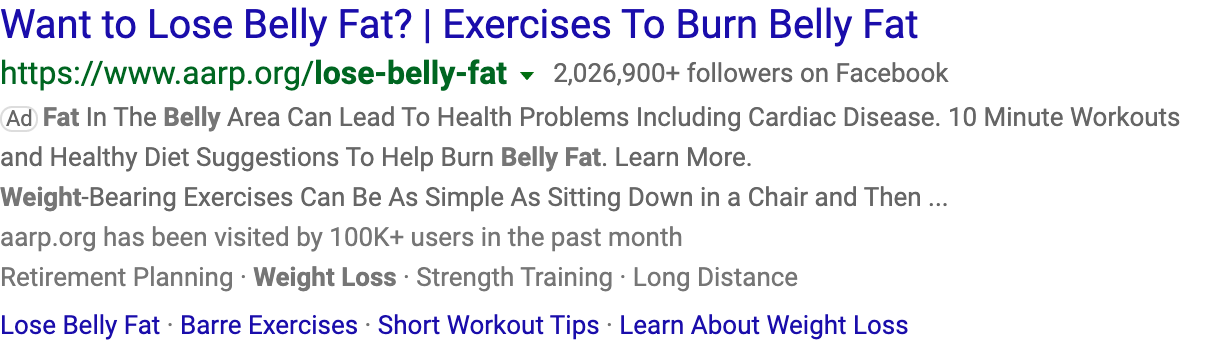 Want to Lose Belly Fat? | Exercises To Burn Belly Fat
https://www.aarp.org/lose-belly-fat 2,026,900+ followers on Facebook
Ad Fat In The Belly Area Can Lead To Health Problems Including Cardiac Disease. 10 Minute Workouts
and Healthy Diet Suggestions To Help Burn Belly Fat. Learn More.
Weight-Bearing Exercises Can Be As Simple As Sitting Down in a Chair and Then ...
aarp.org has been visited by 100K+ users in the past month
Retirement Planning · Weight Loss · Strength Training · Long Distance
Lose Belly Fat · Barre Exercises · Short Workout Tips · Learn About Weight Loss